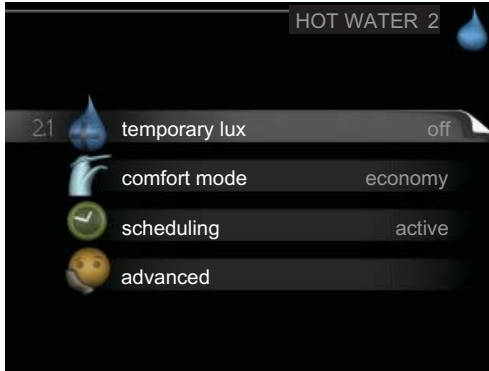 HOT WATER 2
2.1 temporary lux off
comfort mode economy
scheduling active
advanced